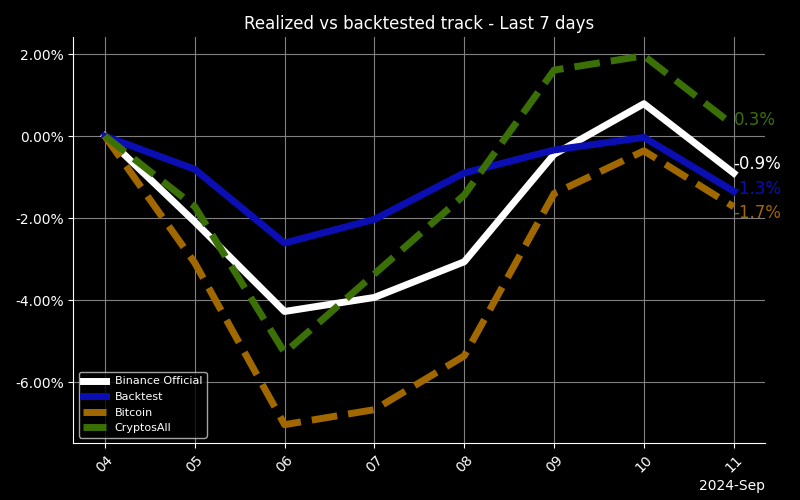 Realized vs backtested track - Last 7 days
2.00%
0.00%
-2.00%
-4.00%
-6.00%
0.3%
-0.9%
-1.3%
-1.7%
Binance Official
Backtest
Bitcoin
CryptosAll
04
05
06
07
08
09
10
11
2024-Sep